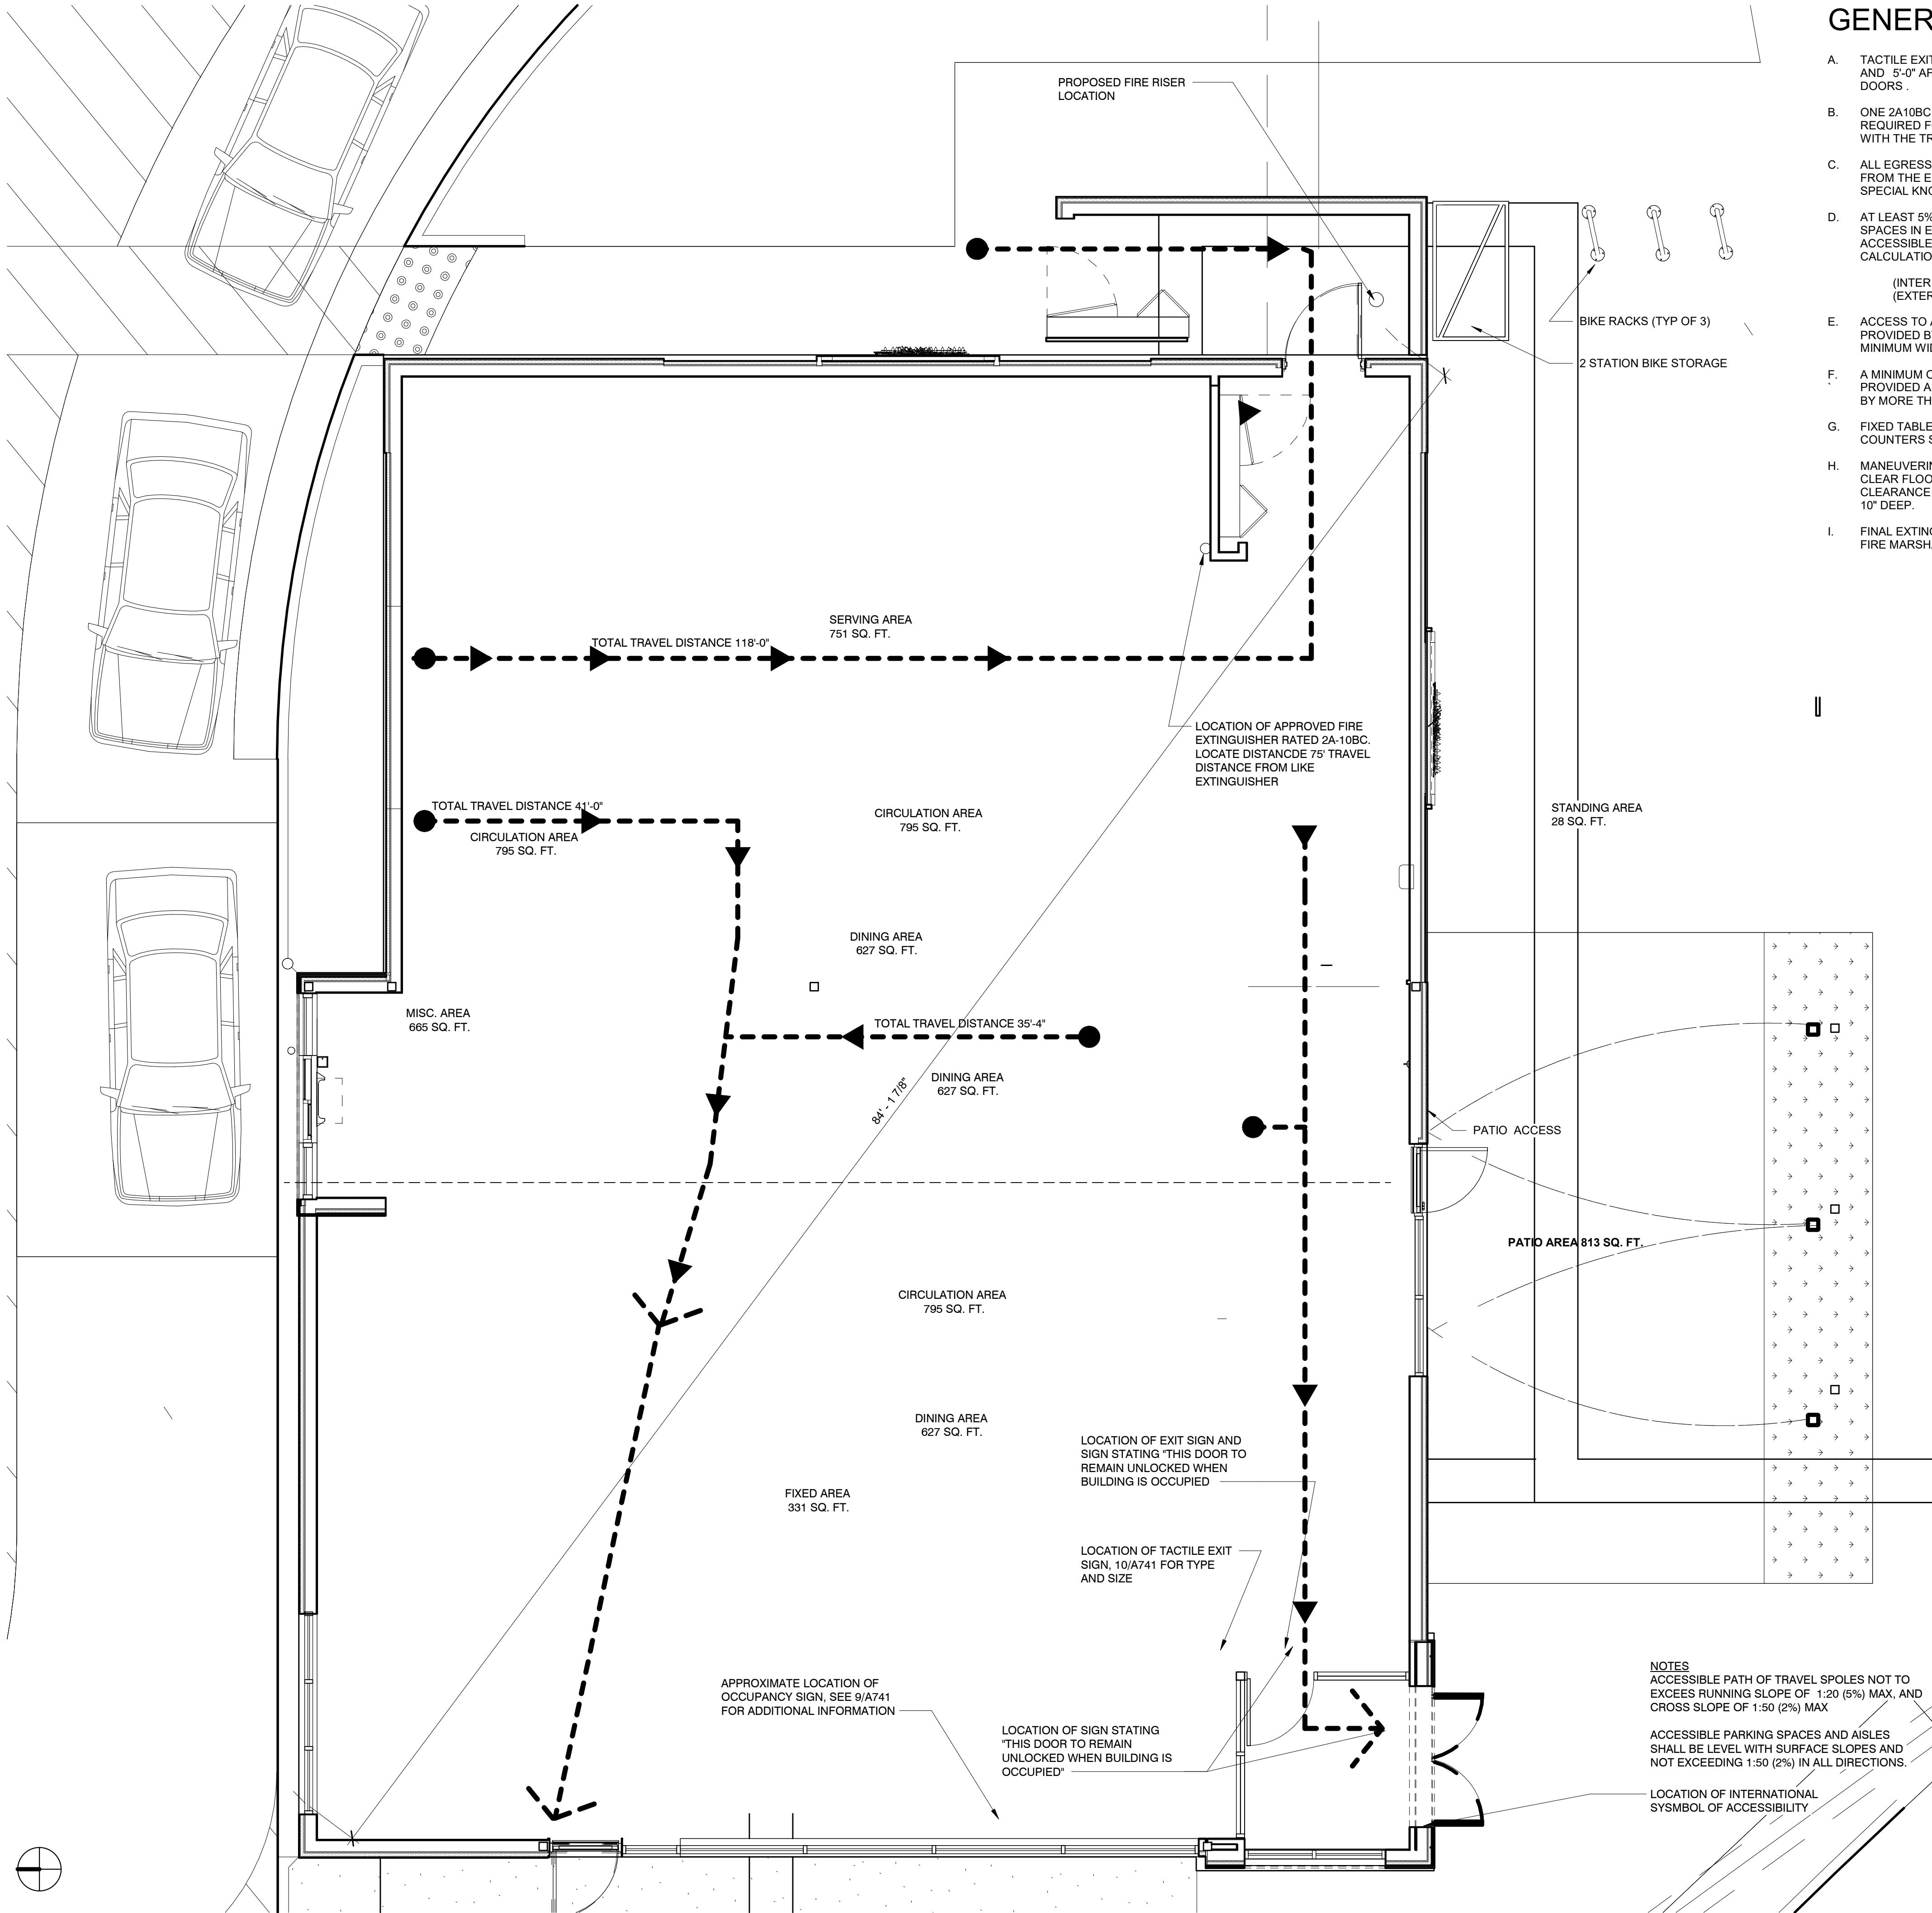 GENER
A. TACTILE EXIT
AND 5'-0" AF
DOORS .
B. ONE 2A10BC
REQUIRED F
WITH THE TR
C. ALL EGRESS
FROM THE E
SPECIAL KNO
D. AT LEAST 5%
SPACES IN E
ACCESSIBLE
CALCULATIO
(INTER
(EXTER
E. ACCESS TO A
PROVIDED BY
MINIMUM WID
F. A MINIMUM O
PROVIDED A
BY MORE TH
G. FIXED TABLE
COUNTERS S
H. MANEUVERIN
CLEAR FLOO
CLEARANCE
10" DEEP.
I. FINAL EXTING
FIRE MARSHA
PROPOSED FIRE RISER
LOCATION
BIKE RACKS (TYP OF 3)
2 STATION BIKE STORAGE
SERVING AREA
751 SQ. FT.
TOTAL TRAVEL DISTANCE 118'-0"
LOCATION OF APPROVED FIRE
EXTINGUISHER RATED 2A-10BC.
LOCATE DISTANCDE 75' TRAVEL
DISTANCE FROM LIKE
EXTINGUISHER
TOTAL TRAVEL DISTANCE 41'-0"
CIRCULATION AREA
795 SQ. FT.
CIRCULATION AREA
795 SQ. FT.
STANDING AREA
28 SQ. FT.
DINING AREA
627 SQ. FT.
MISC. AREA
665 SQ. FT.
TOTAL TRAVEL DISTANCE 35'-4"
84' - 1 7/8"
DINING AREA
627 SQ. FT.
PATIO ACCESS
PATIO AREA 813 SQ. FT.
CIRCULATION AREA
795 SQ. FT.
DINING AREA
627 SQ. FT.
LOCATION OF EXIT SIGN AND
SIGN STATING "THIS DOOR TO
REMAIN UNLOCKED WHEN
BUILDING IS OCCUPIED
FIXED AREA
331 SQ. FT.
LOCATION OF TACTILE EXIT
SIGN, 10/A741 FOR TYPE
AND SIZE
APPROXIMATE LOCATION OF
OCCUPANCY SIGN, SEE 9/A741
FOR ADDITIONAL INFORMATION
LOCATION OF SIGN STATING
"THIS DOOR TO REMAIN
UNLOCKED WHEN BUILDING IS
OCCUPIED"
NOTES
ACCESSIBLE PATH OF TRAVEL SPOLES NOT TO
EXCEES RUNNING SLOPE OF 1:20 (5%) MAX, AND
CROSS SLOPE OF 1:50 (2%) MAX
ACCESSIBLE PARKING SPACES AND AISLES
SHALL BE LEVEL WITH SURFACE SLOPES AND
NOT EXCEEDING 1:50 (2%) IN ALL DIRECTIONS.
LOCATION OF INTERNATIONAL
SYSMBOL OF ACCESSIBILITY